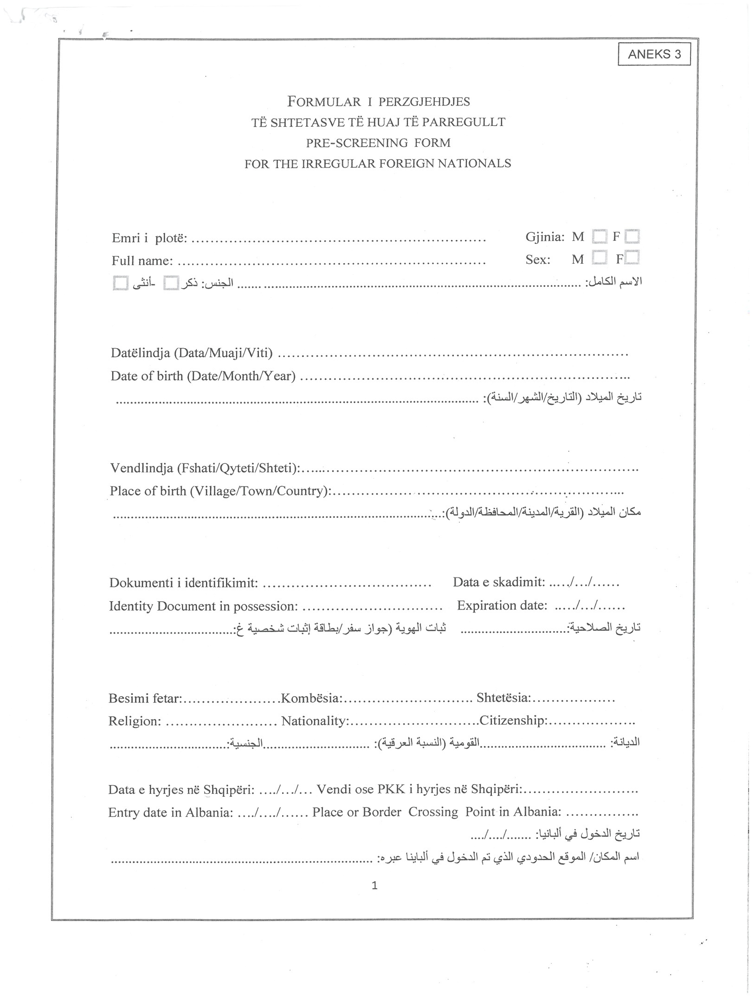 ANEKS 3
FORMULAR I PERZGJEHDJES
TË SHTETASVE TË HUAJ TË PARREGULLT
PRE-SCREENING FORM
FOR THE IRREGULAR FOREIGN NATIONALS
Emri i plotë: ………………………………………………………… Gjinia: M ☐ F ☐
Full name: …………………………………………………………… Sex: M ☐ F ☐
الاسم الكامل: ................................................................................ الجنس: ذكر ☐ -أنثى ☐
Datëlindja (Data/Muaji/Viti) ……………………………………………………………………
Date of birth (Date/Month/Year) ………………………………………………………………..
تاريخ الميلاد (التاريخ/الشهر/السنة): ................................................................................
Vendlindja (Fshati/Qyteti/Shteti):…………………………………………………………………
Place of birth (Village/Town/Country):………………………………………………………...
مكان الميلاد (القرية/المدينة/المحافظة/الدولة):................................................................................
Dokumenti i identifikimit: ……………………………… Data e skadimit: …../…/……
Identity Document in possession: ………………………… Expiration date: …../…/……
تاريخ الصلاحية:.............................. ثبات الهوية (جواز سفر/بطاقة إثبات شخصية غ:..................................
Besimi fetar:…………………Kombësia:……………………… Shtetësia:………………
Religion: …………………… Nationality:……………………….Citizenship:………………..
الديانة: ...................................القومية (النسبة العرقية): ..............................الجنسية:................................
Data e hyrjes në Shqipëri: …./…/… Vendi ose PKK i hyrjes në Shqipëri:……………………
Entry date in Albania: …./…./…… Place or Border Crossing Point in Albania: …………….
تاريخ الدخول في ألبانيا: ......./..../....
اسم المكان/ الموقع الحدودي الذي تم الدخول في ألباينا عبره: ........................................................................
1